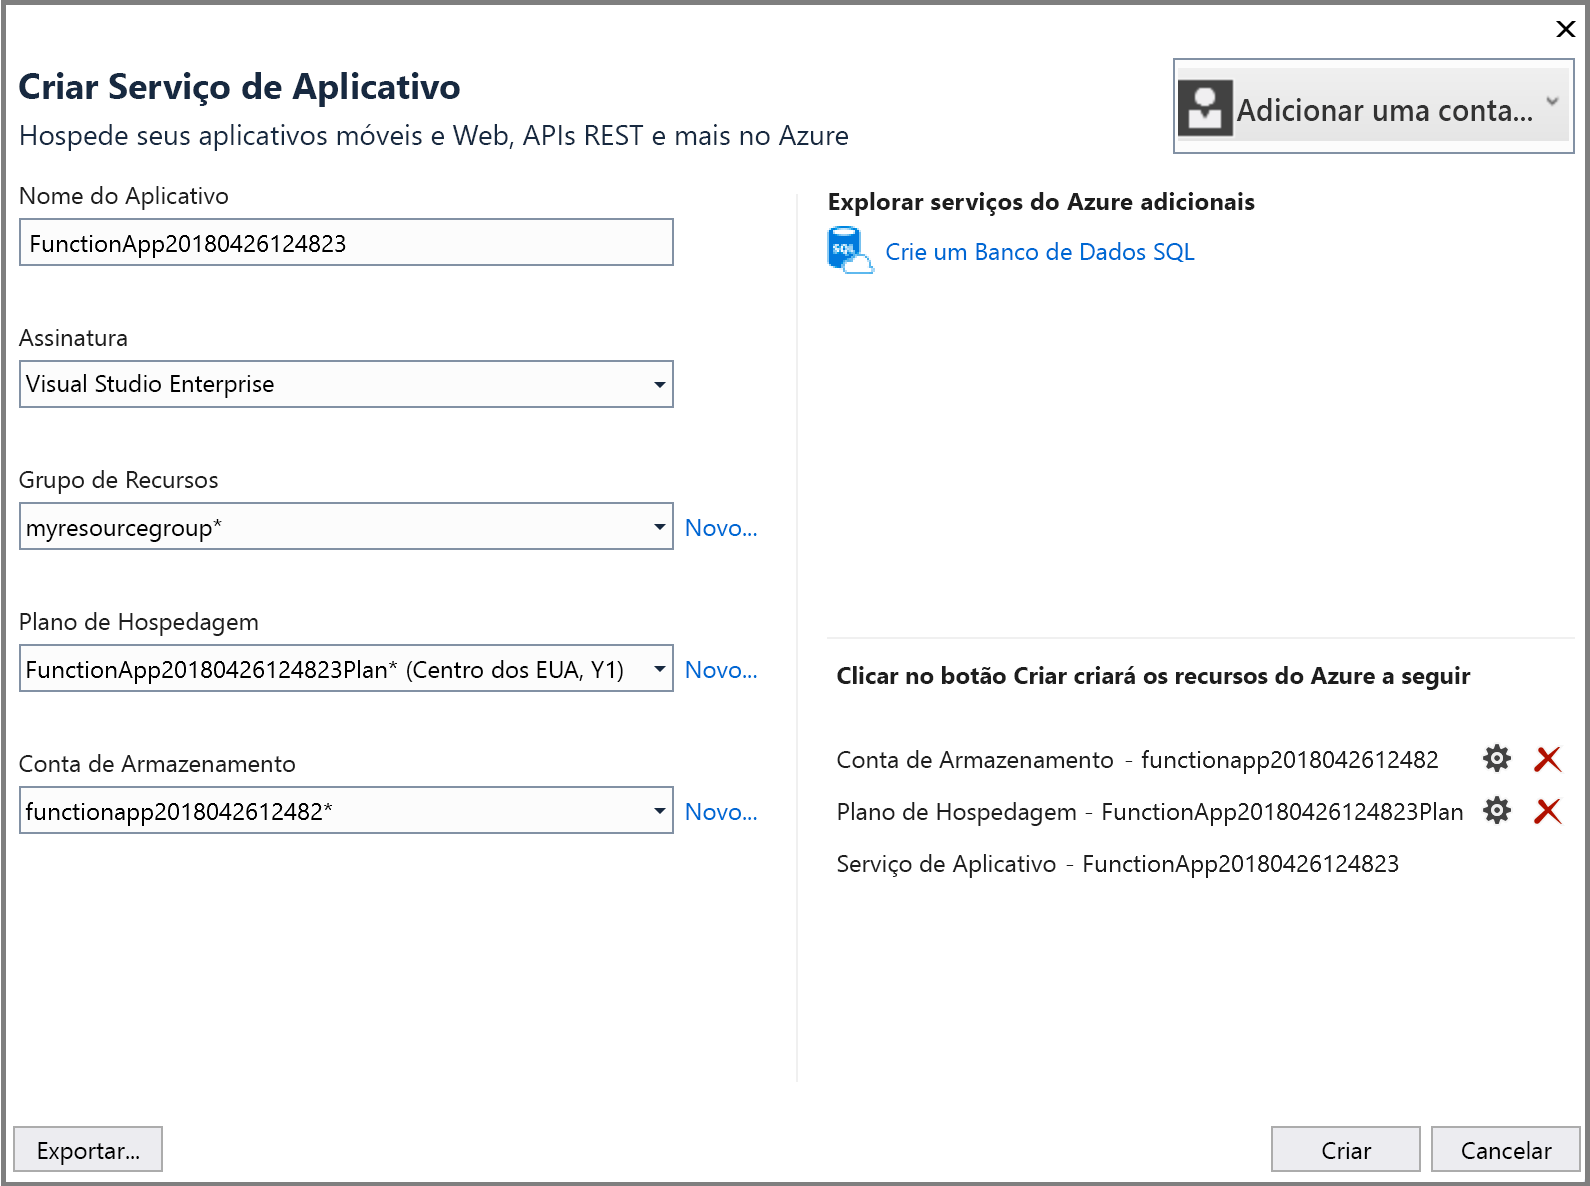 Criar Serviço de Aplicativo
Hospede seus aplicativos móveis e Web, APIs REST e mais no Azure
Adicionar uma conta...
Nome do Aplicativo
FunctionApp20180426124823
Assinatura
Visual Studio Enterprise
Grupo de Recursos
myresourcegroup*
Novo...
Plano de Hospedagem
FunctionApp20180426124823Plan* (Centro dos EUA, Y1)
Novo...
Conta de Armazenamento
functionapp2018042612482*
Novo...
Explorar serviços do Azure adicionais
SQL
Crie um Banco de Dados SQL
Clicar no botão Criar criará os recursos do Azure a seguir
Conta de Armazenamento - functionapp2018042612482
Plano de Hospedagem - FunctionApp20180426124823Plan
Serviço de Aplicativo - FunctionApp20180426124823
Exportar...
Criar
Cancelar